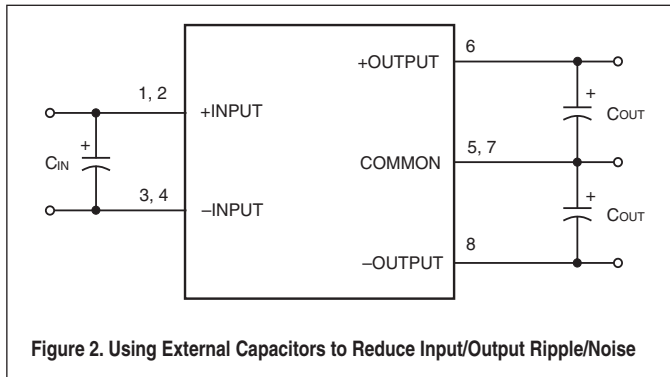 6
+OUTPUT
1, 2
+
+INPUT
COUT
5, 7
+
CIN
COMMON
3, 4
+
–INPUT
COUT
8
–OUTPUT
Figure 2. Using External Capacitors to Reduce Input/Output Ripple/Noise